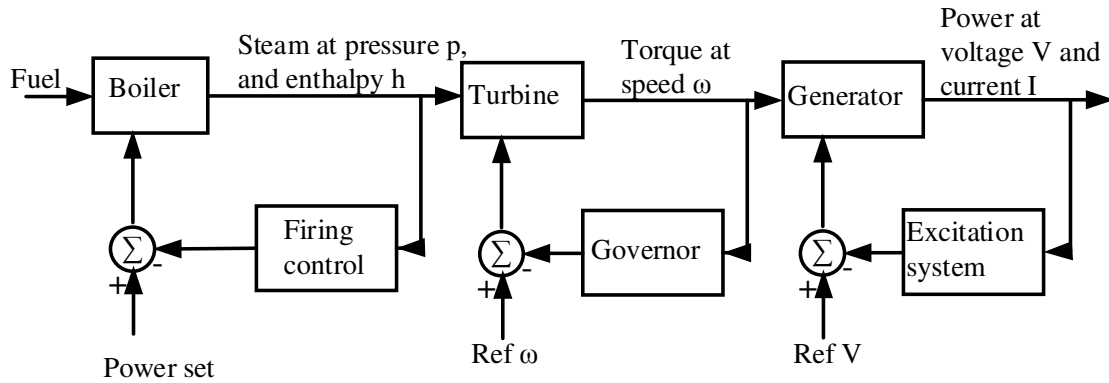 Fuel
Boiler
Steam at pressure p,
and enthalpy h
Turbine
Torque at
speed ω
Generator
Power at
voltage V and
current I
Σ
-
+
Firing
control
Power set
Σ
-
+
Governor
Ref ω
Σ
-
+
Excitation
system
Ref V